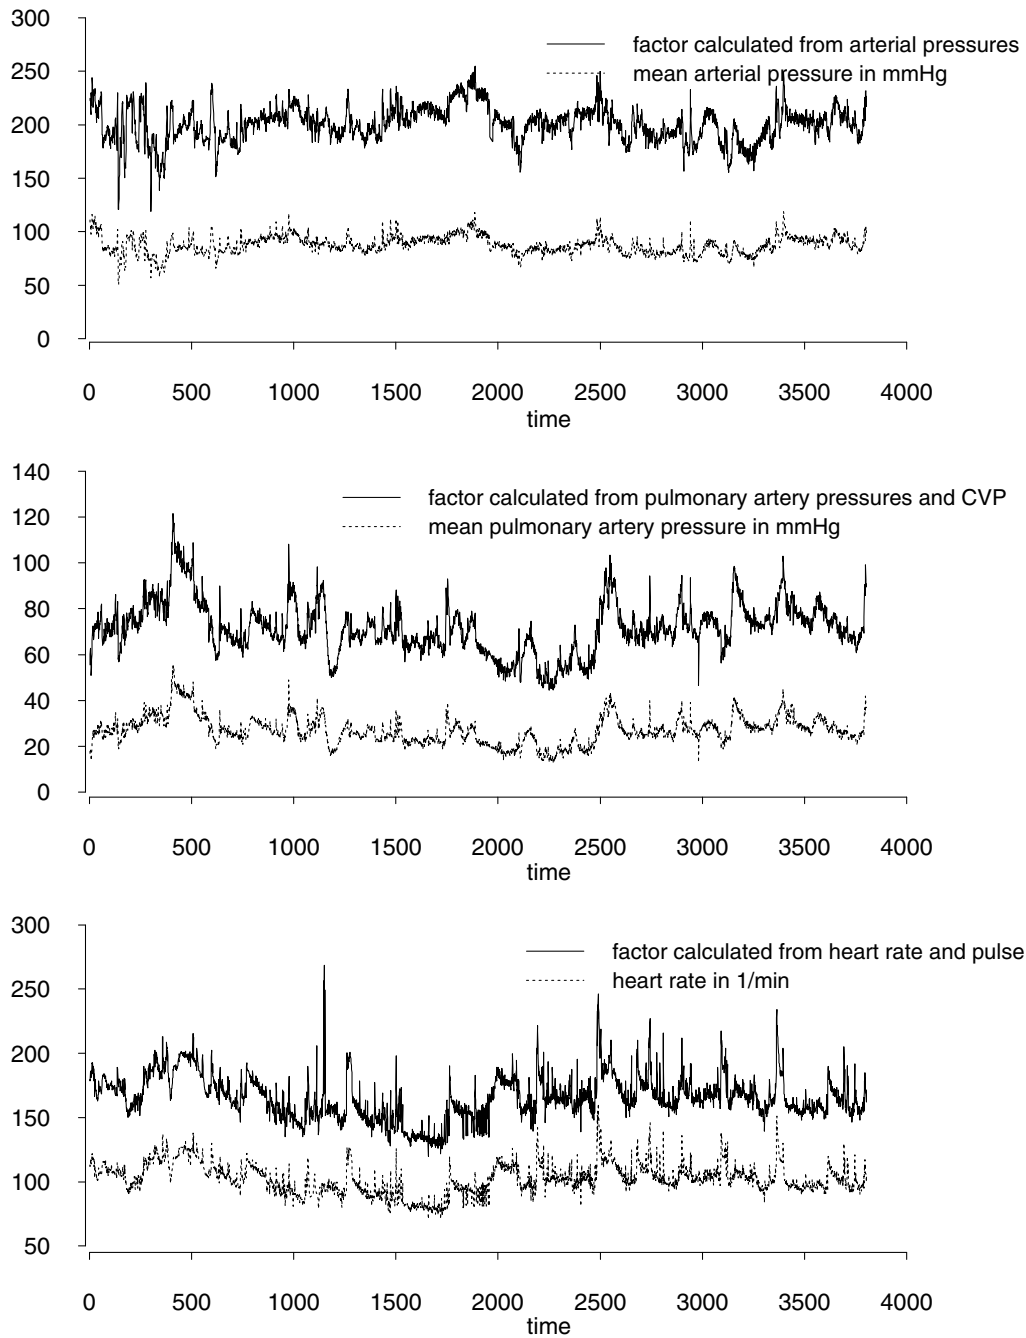 300
factor calculated from arterial pressures
250
mean arterial pressure in mmHg
200
150
100
50
0
0 500 1000 1500 2000 2500 3000 3500 4000
time
140
factor calculated from pulmonary artery pressures and CVP
120
mean pulmonary artery pressure in mmHg
100
80
60
40
20
0
0 500 1000 1500 2000 2500 3000 3500 4000
time
300
factor calculated from heart rate and pulse
250
heart rate in 1/min
200
150
100
50
0 500 1000 1500 2000 2500 3000 3500 4000
time